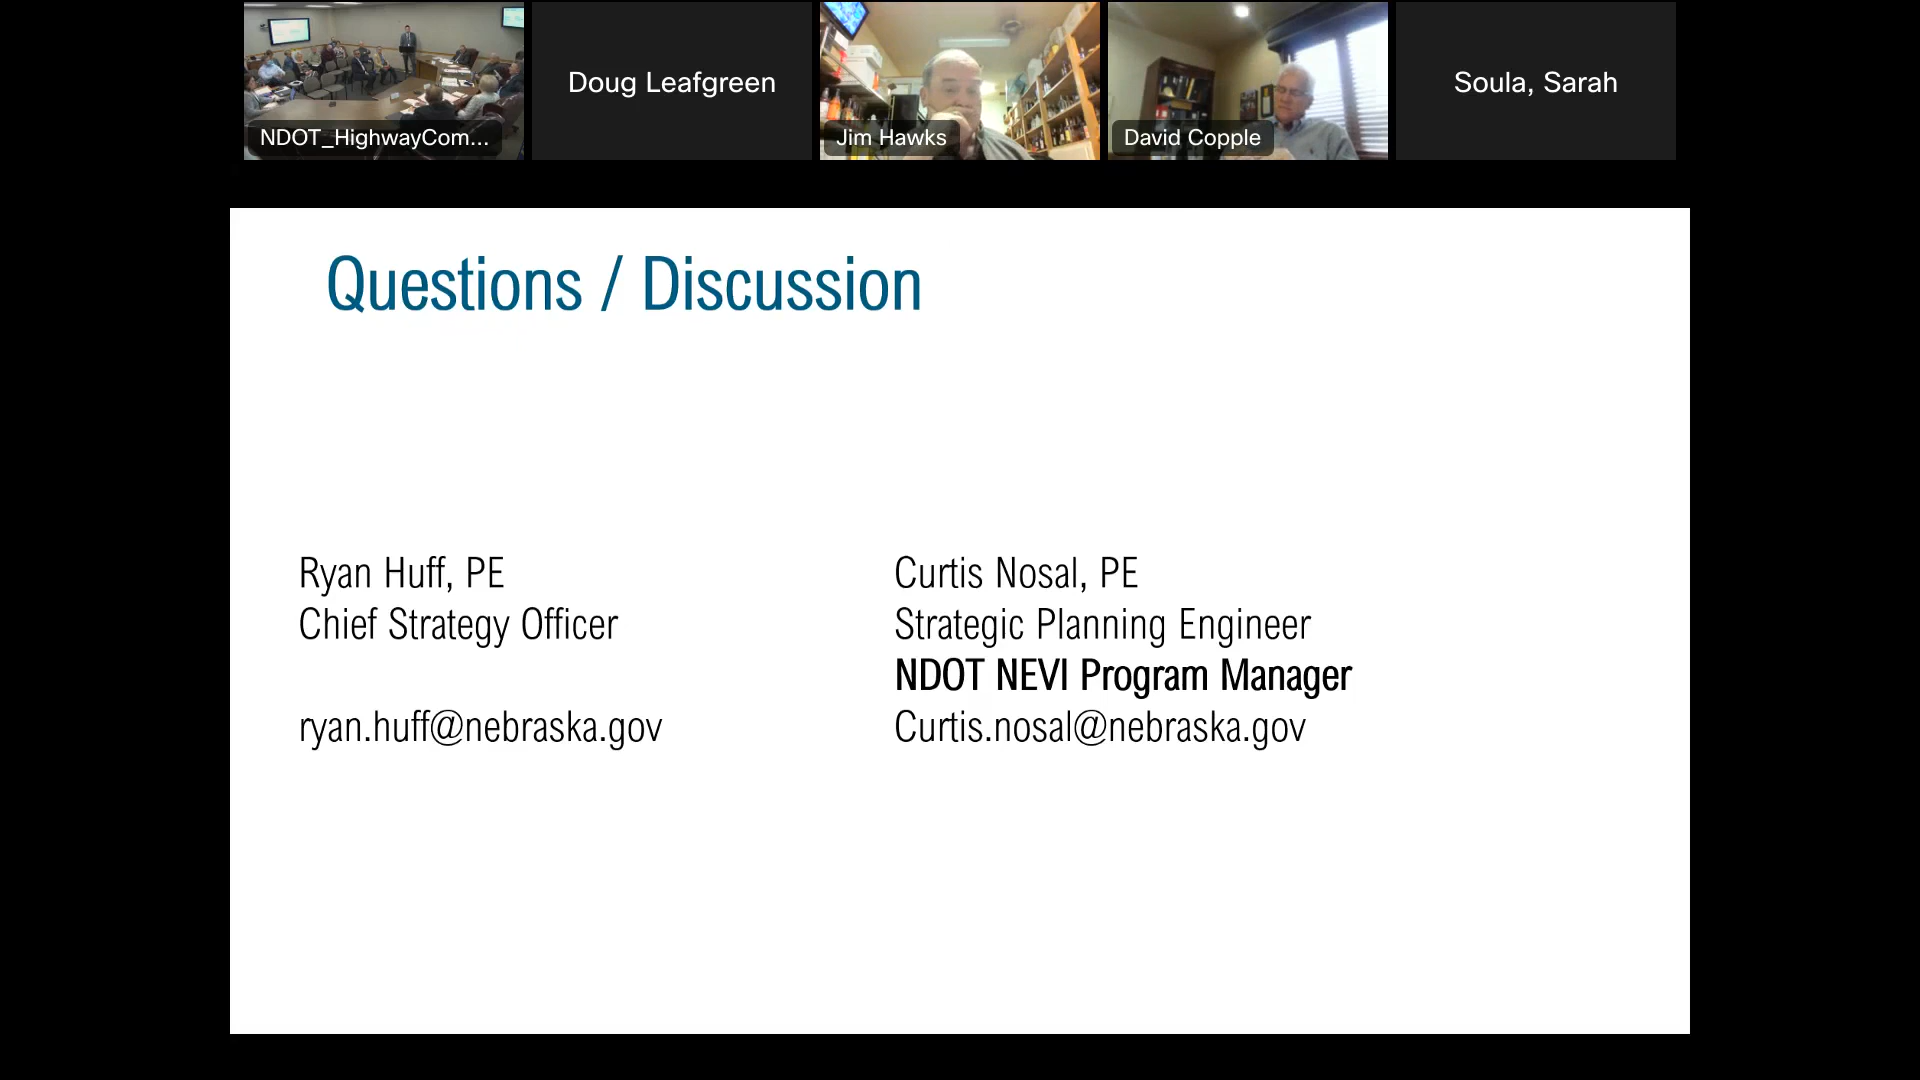 Doug Leafgreen
Soula, Sarah
NDOT_HighwayCom...
Jim Hawks
David Copple
Questions / Discussion
Ryan Huff, PE
Chief Strategy Officer
ryan.huff@nebraska.gov
Curtis Nosal, PE
Strategic Planning Engineer
NDOT NEVI Program Manager
Curtis.nosal@nebraska.gov